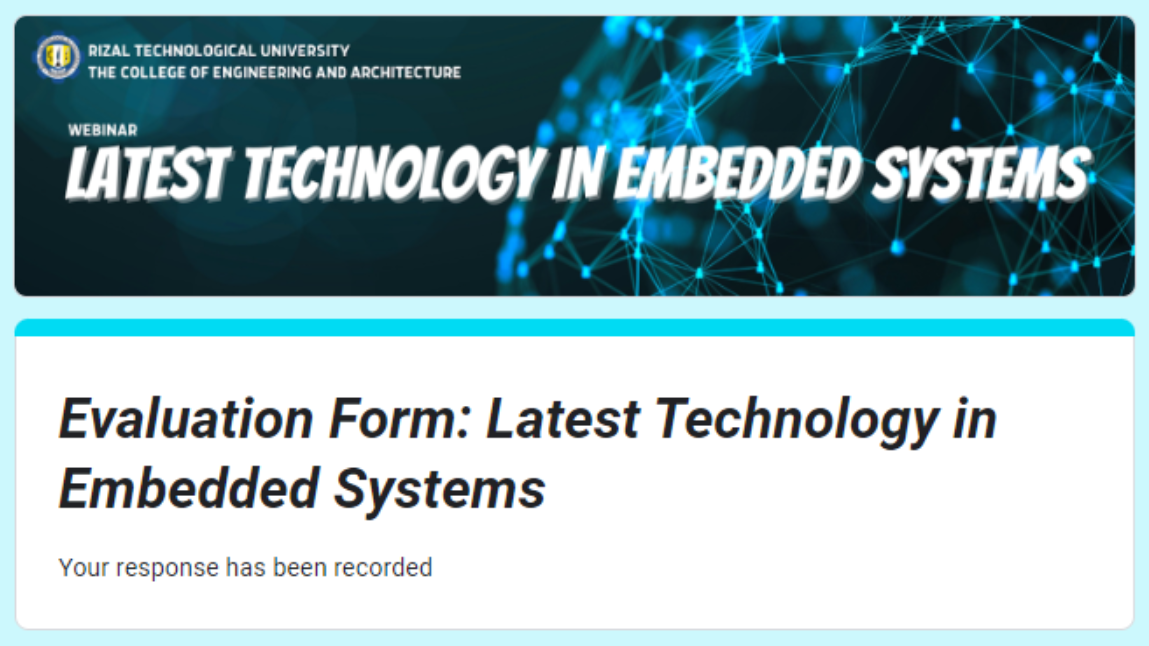 RIZAL TECHNOLOGICAL UNIVERSITY
THE COLLEGE OF ENGINEERING AND ARCHITECTURE
WEBINAR
LATEST TECHNOLOGY IN EMBEDDED SYSTEMS
Evaluation Form: Latest Technology in
Embedded Systems
Your response has been recorded